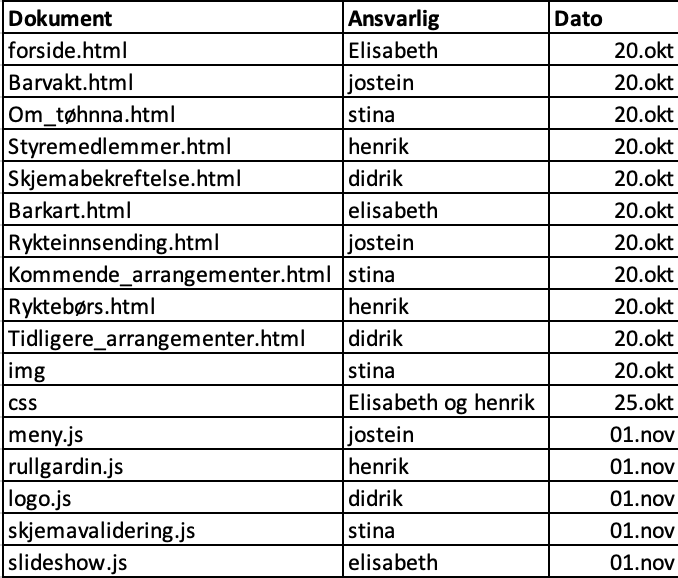 Dokument Ansvarlig Dato
forside.html Elisabeth 20.okt
Barvakt.html jostein 20.okt
Om_tøhnna.html stina 20.okt
Styremedlemmer.html henrik 20.okt
Skjemabekreftelse.html didrik 20.okt
Barkart.html elisabeth 20.okt
Rykteinnsending.html jostein 20.okt
Kommende_arrangementer.html stina 20.okt
Ryktebørs.html henrik 20.okt
Tidligere_arrangementer.html didrik 20.okt
img stina 20.okt
css Elisabeth og henrik 25.okt
meny.js jostein 01.nov
rullgardin.js henrik 01.nov
logo.js didrik 01.nov
skjemavalidering.js stina 01.nov
slideshow.js elisabeth 01.nov